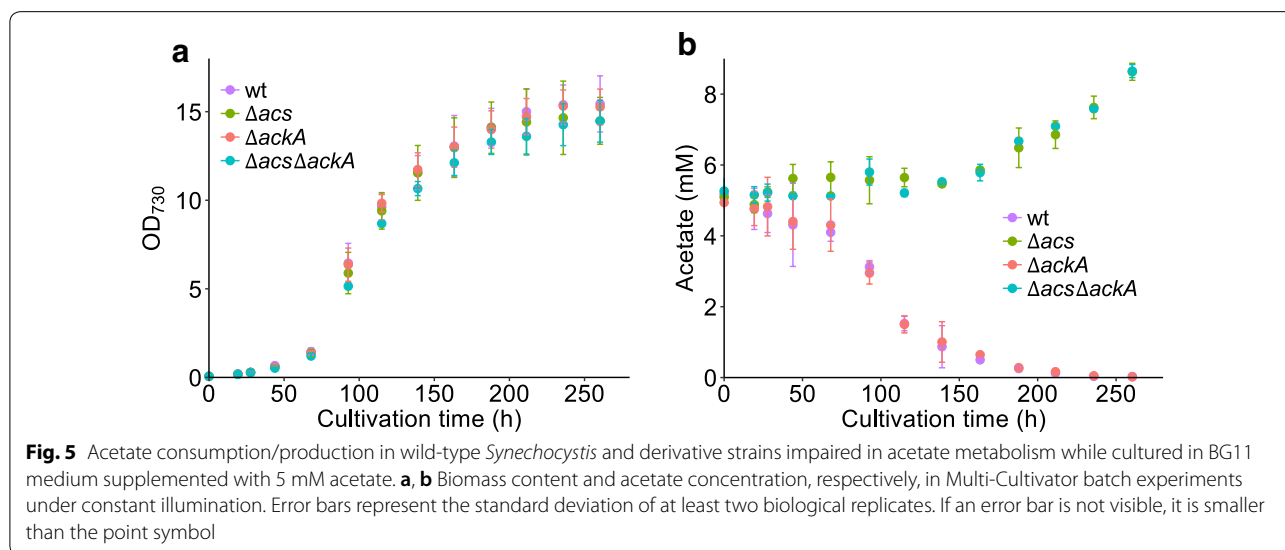 a
wt
Δacs
ΔackA
ΔacsΔackA
OD730
15
10
5
0
0 50 100 150 200 250
Cultivation time (h)
b
Acetate (mM)
8
6
4
2
0
wt
Δacs
ΔackA
ΔacsΔackA
0 50 100 150 200 250
Cultivation time (h)
Fig. 5 Acetate consumption/production in wild-type Synechocystis and derivative strains impaired in acetate metabolism while cultured in BG11
medium supplemented with 5 mM acetate. a, b Biomass content and acetate concentration, respectively, in Multi-Cultivator batch experiments
under constant illumination. Error bars represent the standard deviation of at least two biological replicates. If an error bar is not visible, it is smaller
than the point symbol